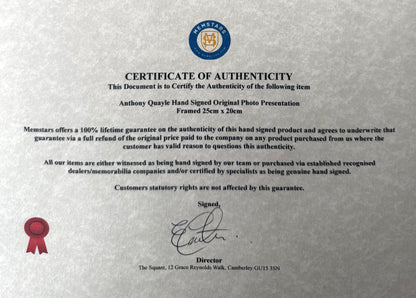 MEMSTARS
CERTIFICATE OF AUTHENTICITY
This Document is to Certify the Authenticity of the following item
Anthony Quayle Hand Signed Original Photo Presentation
Framed 25cm x 20cm
Memstars offers a 100% lifetime guarantee on the authenticity of this hand signed product and agrees to underwrite that
guarantee via a full refund of the original price paid to the company on any product purchased from us where the
customer has valid reason to question this authenticity.
All our items are either witnessed as being hand signed by our team or purchased via established recognised
dealers/memorabilia companies and/or certified by specialists as being genuine hand signed.
Customers statutory rights are not affected by this guarantee.
Signed,
Director
The Square, 12 Grace Reynolds Walk, Camberley GU15 3SN